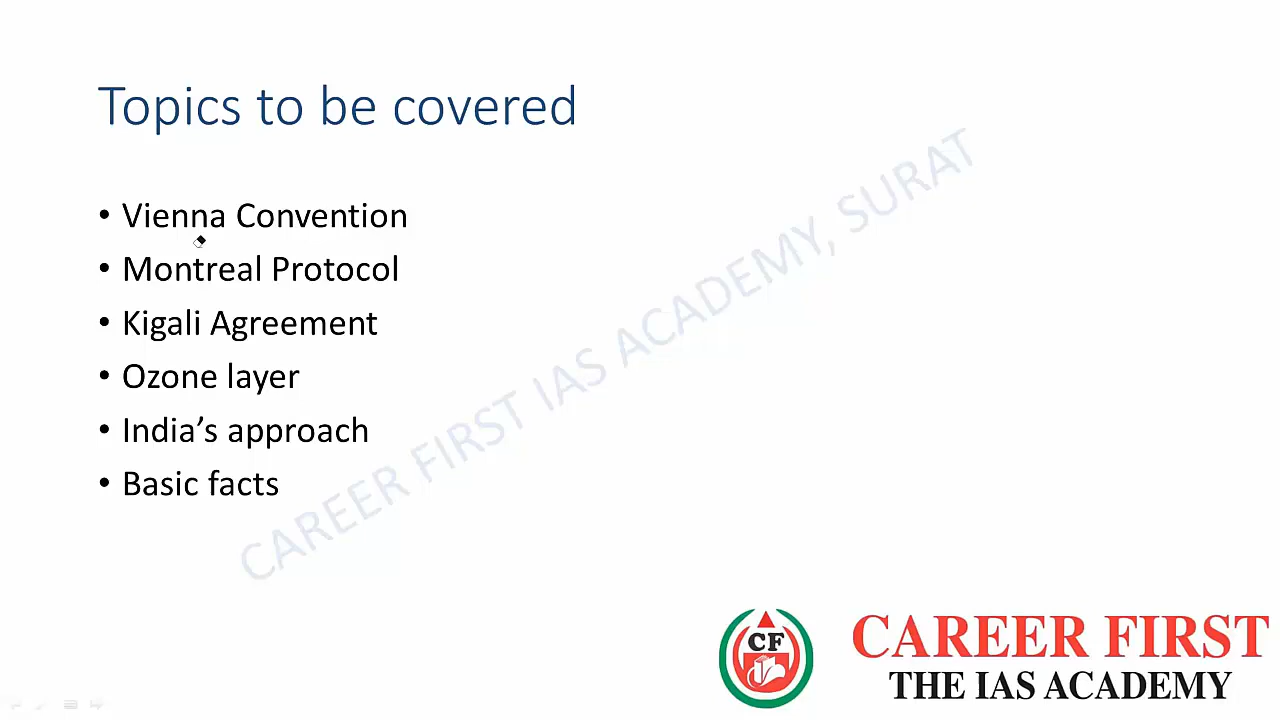 Topics to be covered
• Vienna Convention
• Montreal Protocol
• Kigali Agreement
• Ozone layer
• India’s approach
• Basic facts
CAREER FIRST IAS ACADEMY, SURAT
CF
CAREER FIRST
THE IAS ACADEMY